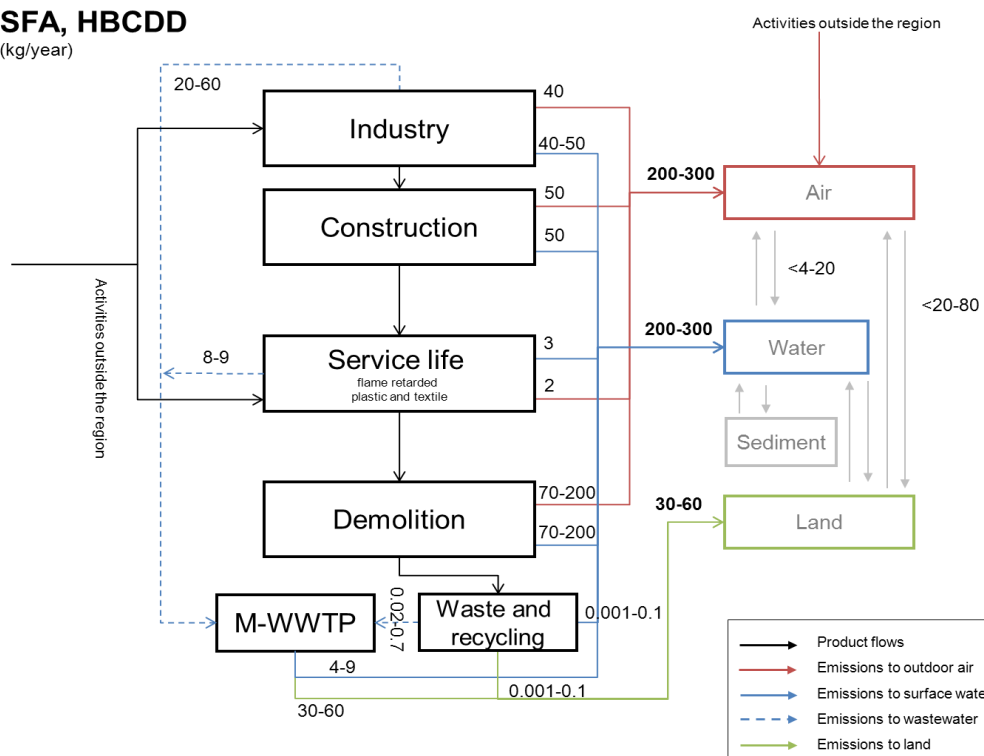 SFA, HBCDD
(kg/year)
Activities outside the region
20-60
40
Industry
40-50
200-300
Air
50
Construction
50
<4-20
Activities outside the region
<20-80
200-300
Water
3
8-9
Service life
flame retarded
plastic and textile
2
Sediment
70-200
30-60
Demolition
Land
70-200
0.02-0.7
M-WWTP
Waste and
recycling
0.001-0.1
4-9
0.001-0.1
30-60
Product flows
Emissions to outdoor air
Emissions to surface wate
Emissions to wastewater
Emissions to land